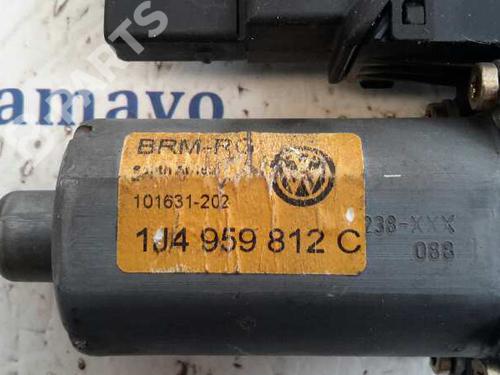 B PARTS
amayo
BRM-RG
101631-202
1J4 959 812 C
238-XXX
088